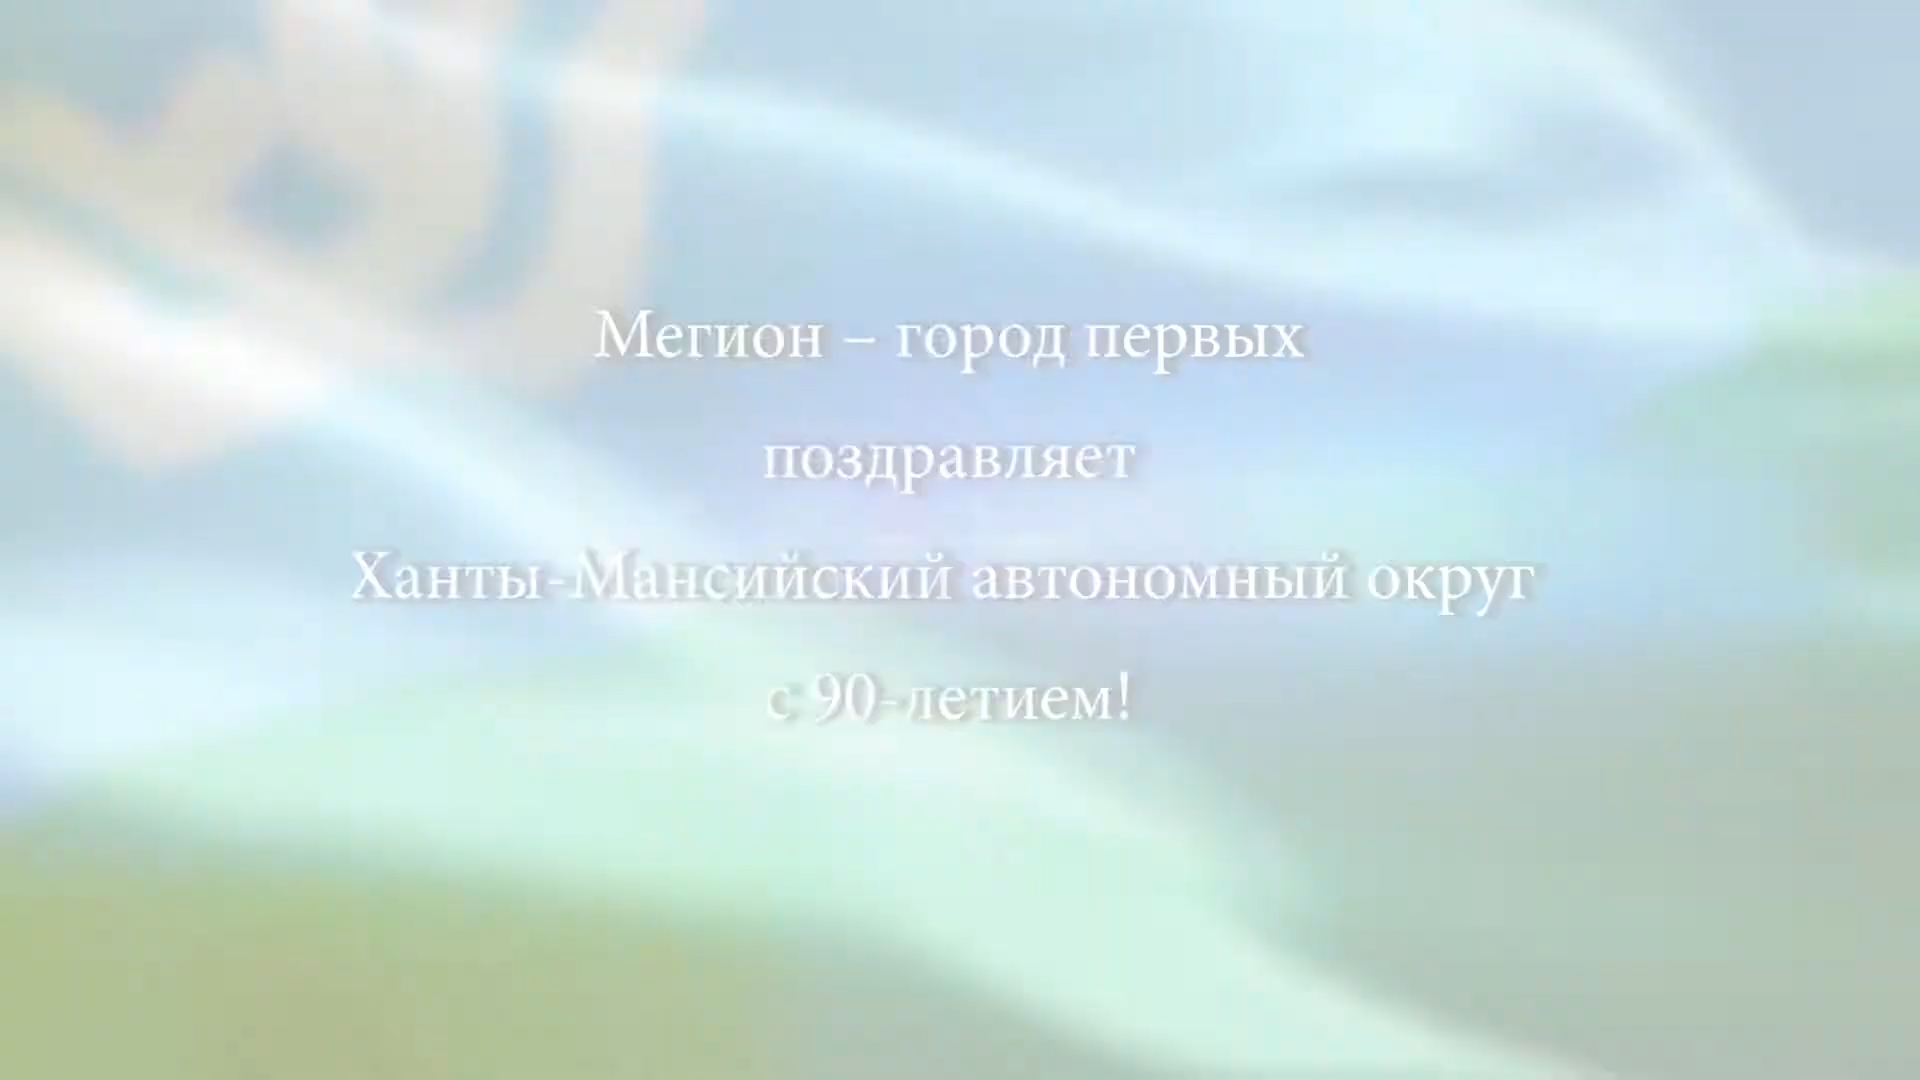 Мегион – город первых
поздравляет
Ханты-Мансийский автономный округ
с 90-летием!